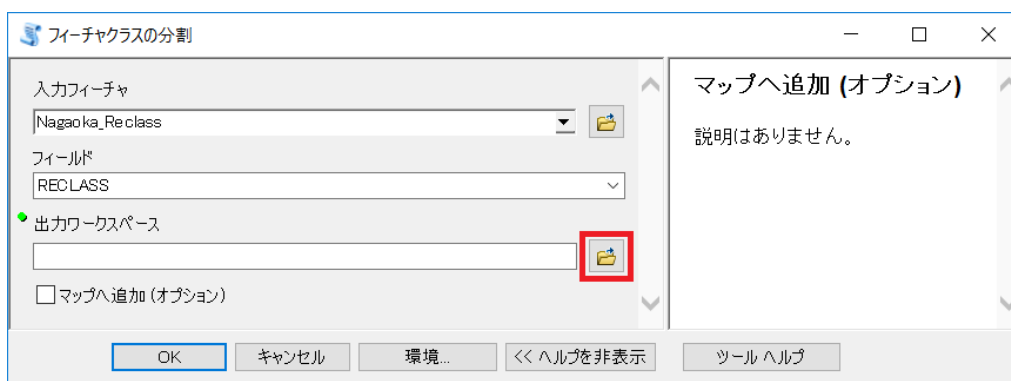 フィーチャクラスの分割
入力フィーチャ
Nagaoka_Reclass
フィールド
RECLASS
出力ワークスペース
マップへ追加 (オプション)
OK
キャンセル
環境...
<< ヘルプを非表示
マップへ追加 (オプション)
説明はありません。
ツール ヘルプ